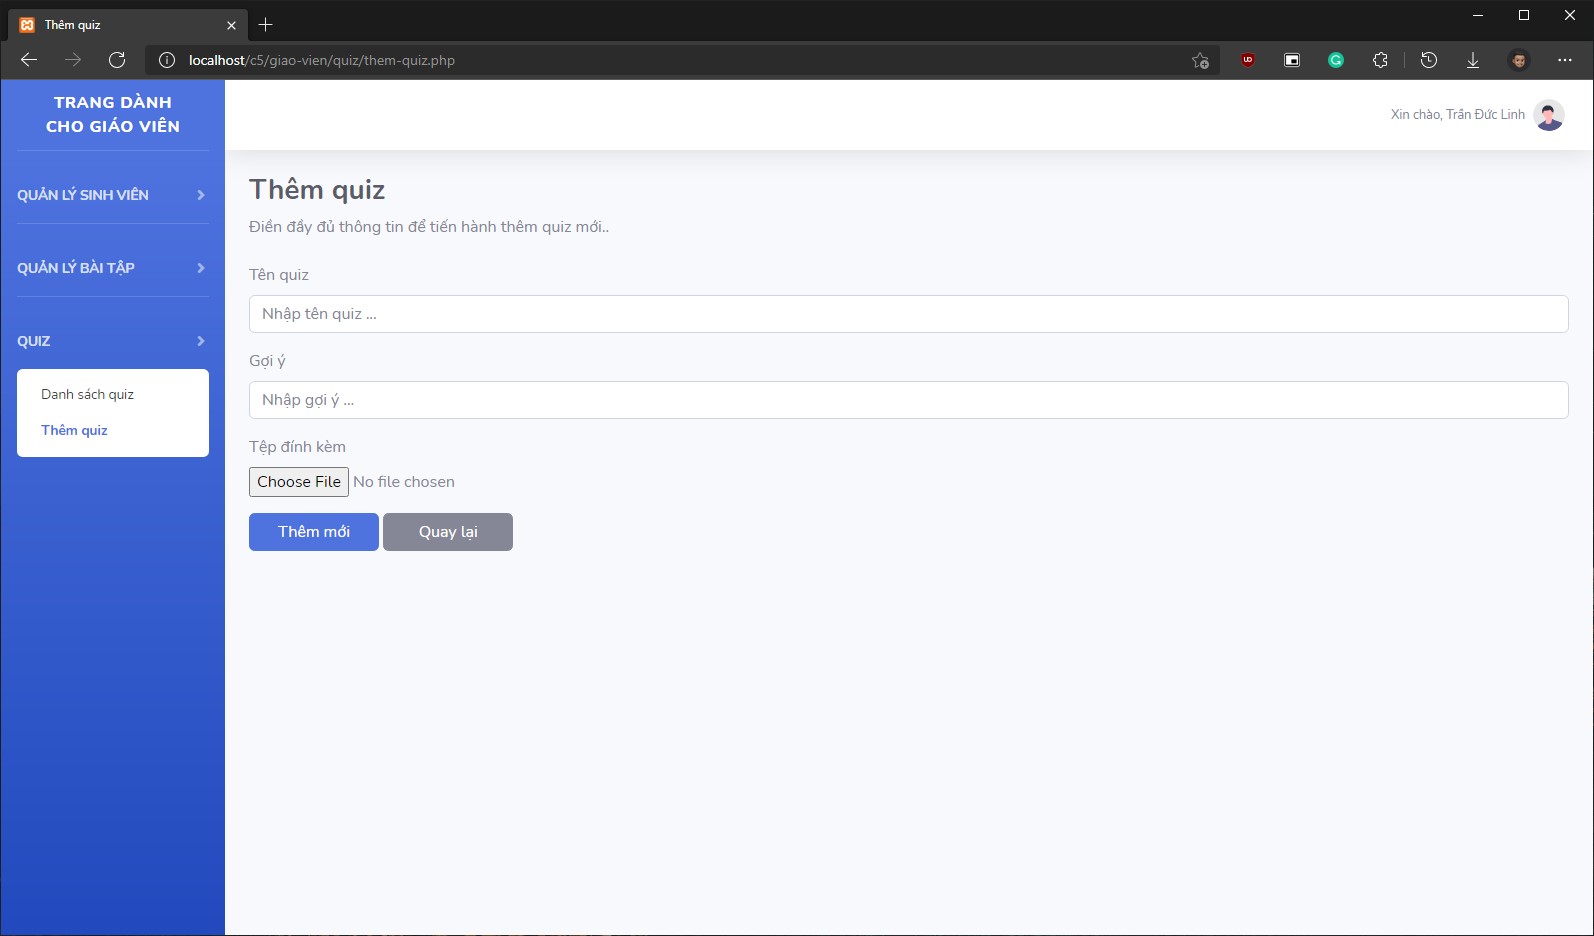 Thêm quiz
localhost/c5/giao-vien/quiz/them-quiz.php
TRANG DÀNH
CHO GIÁO VIÊN
Xin chào, Trần Đức Linh
QUẢN LÝ SINH VIÊN
QUẢN LÝ BÀI TẬP
QUIZ
Danh sách quiz
Thêm quiz
Thêm quiz
Điền đầy đủ thông tin để tiến hành thêm quiz mới..
Tên quiz
Nhập tên quiz ...
Gợi ý
Nhập gợi ý ...
Tệp đính kèm
Choose File No file chosen
Thêm mới Quay lại